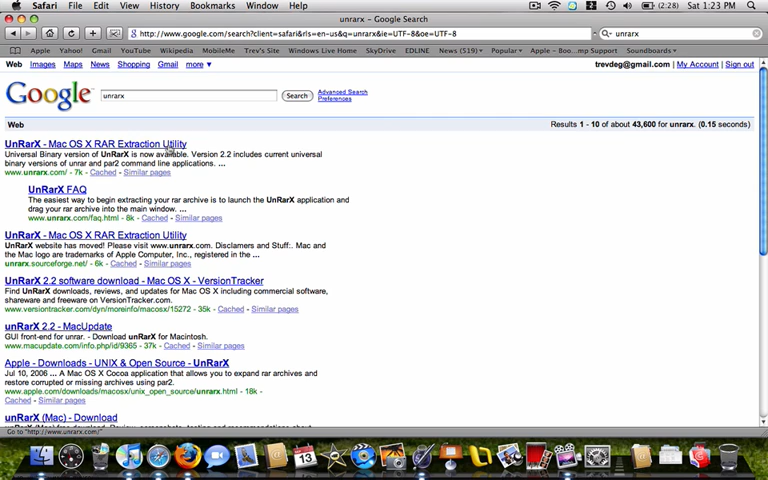 Safari File Edit View History Bookmarks Window Help (2:28) Sat 1:23 PM
unrarx - Google Search
http://www.google.com/search?client=safari&rls=en-us&q=unrarx&ie=UTF-8&oe=UTF-8 unrarx
Apple Yahoo! Gmail YouTube Wikipedia MobileMe Trev's Site Windows Live Home SkyDrive EDLINE News (519) Popular Apple – Bo...mp Support Soundboards
Web Images Maps News Shopping Gmail more ▼ trevdeg@gmail.com | My Account | Sign out
Google unrarx Search Advanced Search
Preferences
Web Results 1 - 10 of about 43,600 for unrarx. (0.15 seconds)
UnRarX - Mac OS X RAR Extraction Utility
Universal Binary version of UnRarX is now available. Version 2.2 includes current universal
binary versions of unrar and par2 command line applications. ...
www.unrarx.com/ - 7k - Cached - Similar pages
UnRarX FAQ
The easiest way to begin extracting your rar archive is to launch the UnRarX application and
drag your rar archive into the main window. ...
www.unrarx.com/faq.html - 8k - Cached - Similar pages
UnRarX - Mac OS X RAR Extraction Utility
UnRarX website has moved! Please visit www.unrarx.com. Disclamers and Stuff:. Mac and
the Mac logo are trademarks of Apple Computer, Inc., registered in the ...
unrarx.sourceforge.net/ - 6k - Cached - Similar pages
UnRarX 2.2 software download - Mac OS X - VersionTracker
Find UnRarX downloads, reviews, and updates for Mac OS X including commercial software,
shareware and freeware on VersionTracker.com.
www.versiontracker.com/dyn/moreinfo/macosx/15272 - 35k - Cached - Similar pages
unRarX 2.2 - MacUpdate
GUI front-end for unrar. - Download unRarX for Macintosh.
www.macupdate.com/info.php/id/9365 - 37k - Cached - Similar pages
Apple - Downloads - UNIX & Open Source - UnRarX
Jul 10, 2006 ... A Mac OS X Cocoa application that allows you to expand rar archives and
restore corrupted or missing archives using par2.
www.apple.com/downloads/macosx/unix_open_source/unrarx.html - 18k -
Cached - Similar pages
unRarX (Mac) - Download
Go to "http://www.unrarx.com/"
13